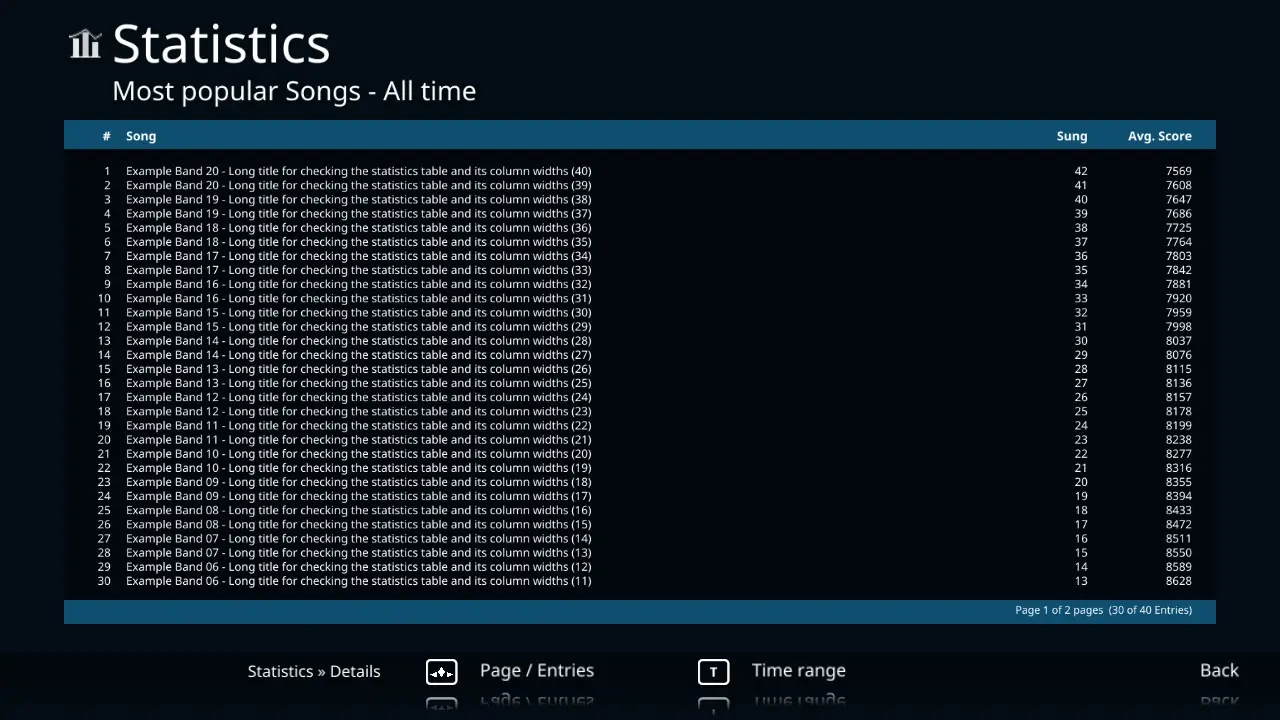 Statistics
Most popular Songs - All time
# Song Sung Avg. Score
1 Example Band 20 - Long title for checking the statistics table and its column widths (40) 42 7569
2 Example Band 20 - Long title for checking the statistics table and its column widths (39) 41 7608
3 Example Band 19 - Long title for checking the statistics table and its column widths (38) 40 7647
4 Example Band 19 - Long title for checking the statistics table and its column widths (37) 39 7686
5 Example Band 18 - Long title for checking the statistics table and its column widths (36) 38 7725
6 Example Band 18 - Long title for checking the statistics table and its column widths (35) 37 7764
7 Example Band 17 - Long title for checking the statistics table and its column widths (34) 36 7803
8 Example Band 17 - Long title for checking the statistics table and its column widths (33) 35 7842
9 Example Band 16 - Long title for checking the statistics table and its column widths (32) 34 7881
10 Example Band 16 - Long title for checking the statistics table and its column widths (31) 33 7920
11 Example Band 15 - Long title for checking the statistics table and its column widths (30) 32 7959
12 Example Band 15 - Long title for checking the statistics table and its column widths (29) 31 7998
13 Example Band 14 - Long title for checking the statistics table and its column widths (28) 30 8037
14 Example Band 14 - Long title for checking the statistics table and its column widths (27) 29 8076
15 Example Band 13 - Long title for checking the statistics table and its column widths (26) 28 8115
16 Example Band 13 - Long title for checking the statistics table and its column widths (25) 27 8136
17 Example Band 12 - Long title for checking the statistics table and its column widths (24) 26 8157
18 Example Band 12 - Long title for checking the statistics table and its column widths (23) 25 8178
19 Example Band 11 - Long title for checking the statistics table and its column widths (22) 24 8199
20 Example Band 11 - Long title for checking the statistics table and its column widths (21) 23 8238
21 Example Band 10 - Long title for checking the statistics table and its column widths (20) 22 8277
22 Example Band 10 - Long title for checking the statistics table and its column widths (19) 21 8316
23 Example Band 09 - Long title for checking the statistics table and its column widths (18) 20 8355
24 Example Band 09 - Long title for checking the statistics table and its column widths (17) 19 8394
25 Example Band 08 - Long title for checking the statistics table and its column widths (16) 18 8433
26 Example Band 08 - Long title for checking the statistics table and its column widths (15) 17 8472
27 Example Band 07 - Long title for checking the statistics table and its column widths (14) 16 8511
28 Example Band 07 - Long title for checking the statistics table and its column widths (13) 15 8550
29 Example Band 06 - Long title for checking the statistics table and its column widths (12) 14 8589
30 Example Band 06 - Long title for checking the statistics table and its column widths (11) 13 8628
Page 1 of 2 pages (30 of 40 Entries)
Statistics » Details Page / Entries T Time range Back